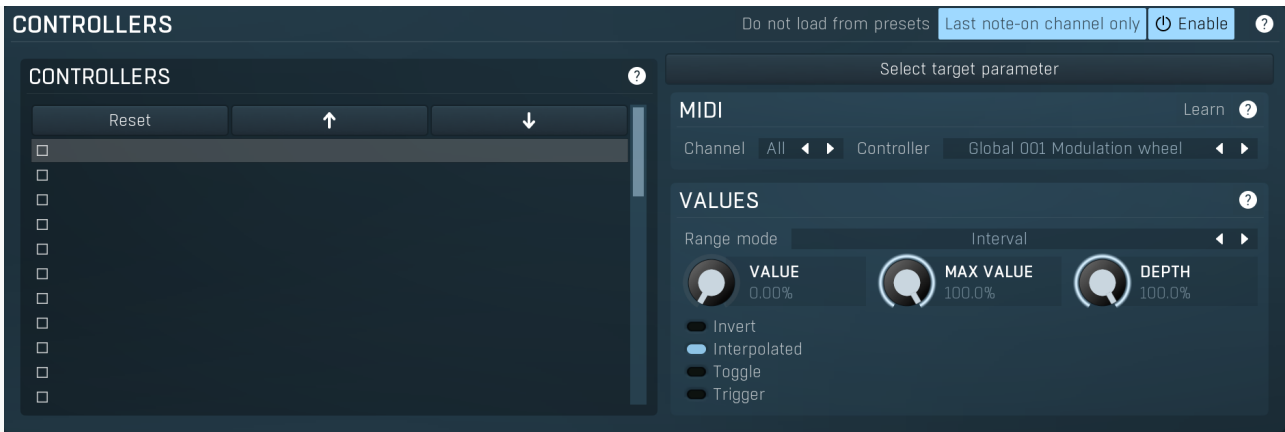 CONTROLLERS
Do not load from presets Last note-on channel only Enable ?
CONTROLLERS ?
Reset
Select target parameter
MIDI Learn ?
Channel All Controller Global 001 Modulation wheel
VALUES ?
Range mode Interval
VALUE
0.00%
MAX VALUE
100.0%
DEPTH
100.0%
Invert
Interpolated
Toggle
Trigger